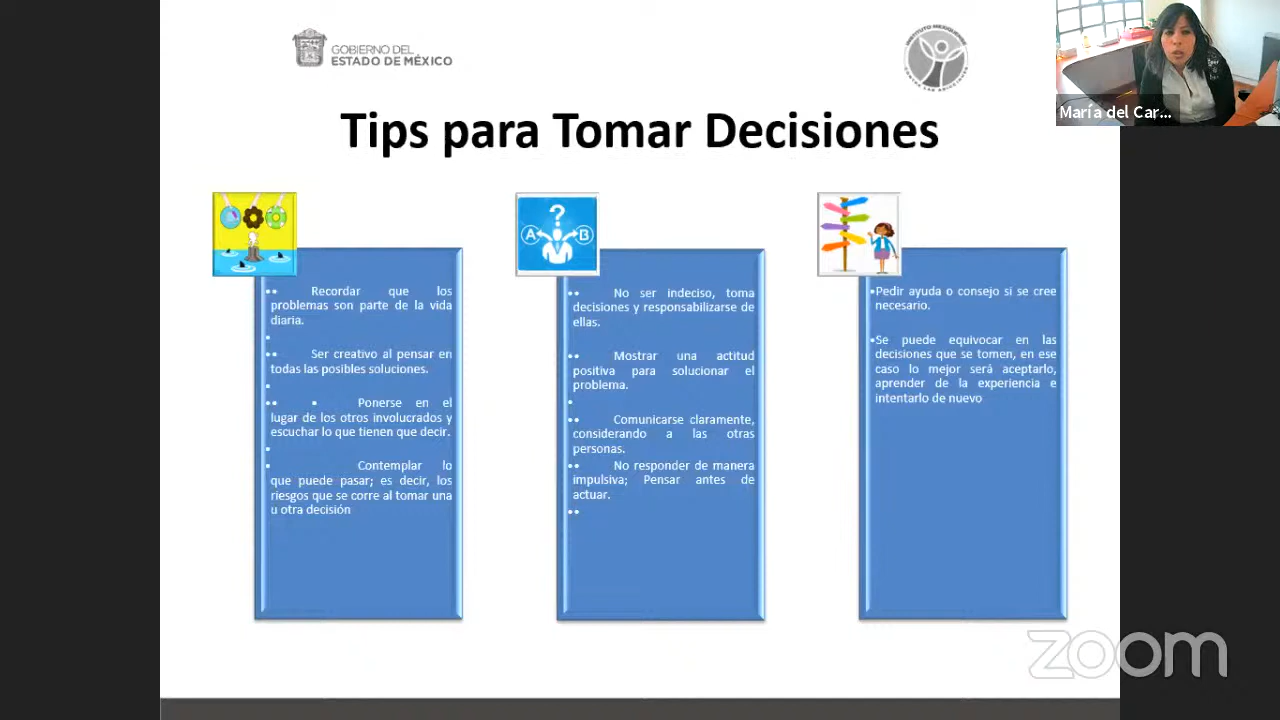 GOBIERNO DEL
ESTADO DE MÉXICO
INSTITUTO MEXIQUENSE
CONTRA LAS ADICCIONES
María del Car...
Tips para Tomar Decisiones
•• Recordar que los
problemas son parte de la vida
diaria.
•
•• Ser creativo al pensar en
todas las posibles soluciones.
•
•• • Ponerse en el
lugar de los otros involucrados y
escuchar lo que tienen que decir.
•
• Contemplar lo
que puede pasar; es decir, los
riesgos que se corre al tomar una
u otra decisión
? A B
•• No ser indeciso, toma
decisiones y responsabilizarse de
ellas.
•• Mostrar una actitud
positiva para solucionar el
problema.
•
•• Comunicarse claramente,
considerando a las otras
personas.
•• No responder de manera
impulsiva; Pensar antes de
actuar.
••
•Pedir ayuda o consejo si se cree
necesario.
•Se puede equivocar en las
decisiones que se tomen, en ese
caso lo mejor será aceptarlo,
aprender de la experiencia e
intentarlo de nuevo
zoom